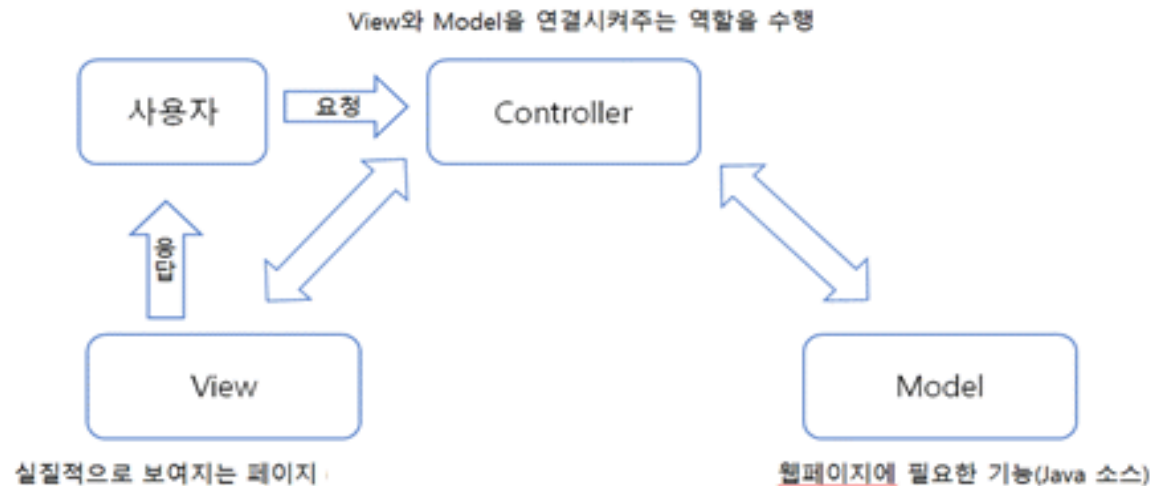 View와 Model을 연결시켜주는 역할을 수행
사용자
요청
Controller
응답
View
Model
실질적으로 보여지는 페이지
웹페이지에 필요한 기능(Java 소스)